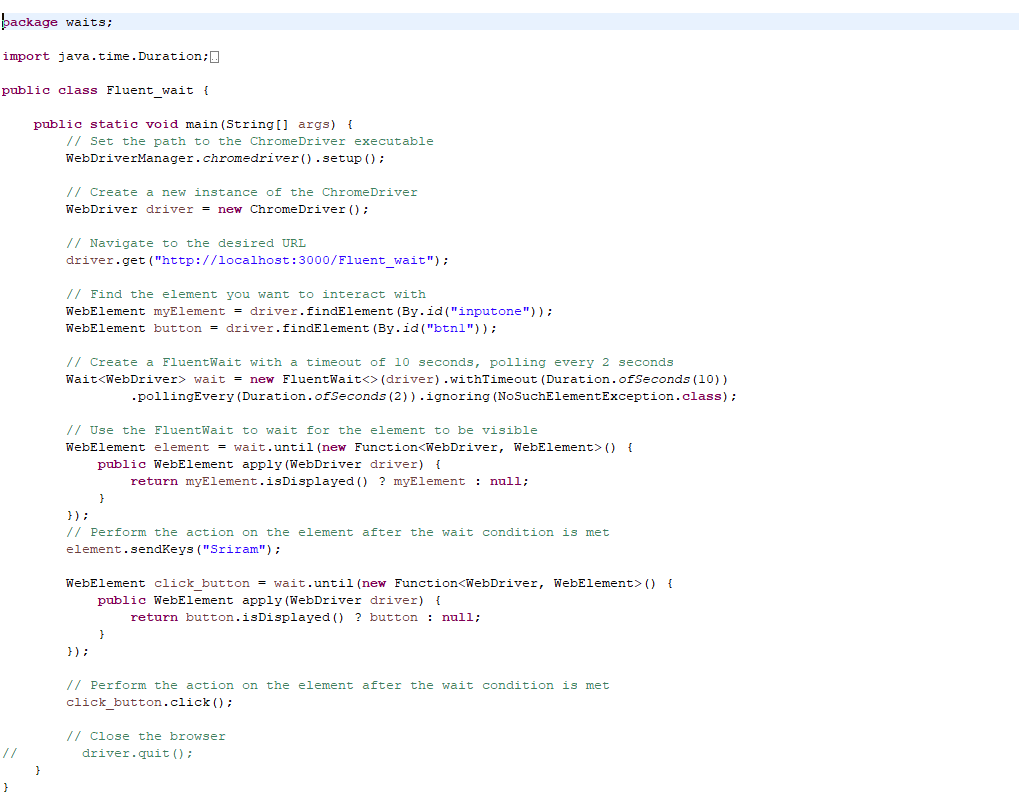 package waits;
import java.time.Duration;
public class Fluent_wait {
public static void main(String[] args) {
// Set the path to the ChromeDriver executable
WebDriverManager.chromedriver().setup();
// Create a new instance of the ChromeDriver
WebDriver driver = new ChromeDriver();
// Navigate to the desired URL
driver.get("http://localhost:3000/Fluent_wait");
// Find the element you want to interact with
WebElement myElement = driver.findElement(By.id("inputone"));
WebElement button = driver.findElement(By.id("btn1"));
// Create a FluentWait with a timeout of 10 seconds, polling every 2 seconds
Wait<WebDriver> wait = new FluentWait<>(driver).withTimeout(Duration.ofSeconds(10))
.pollingEvery(Duration.ofSeconds(2)).ignoring(NoSuchElementException.class);
// Use the FluentWait to wait for the element to be visible
WebElement element = wait.until(new Function<WebDriver, WebElement>() {
public WebElement apply(WebDriver driver) {
return myElement.isDisplayed() ? myElement : null;
}
});
// Perform the action on the element after the wait condition is met
element.sendKeys("Sriram");
WebElement click_button = wait.until(new Function<WebDriver, WebElement>() {
public WebElement apply(WebDriver driver) {
return button.isDisplayed() ? button : null;
}
});
// Perform the action on the element after the wait condition is met
click_button.click();
// Close the browser
// driver.quit();
}
}